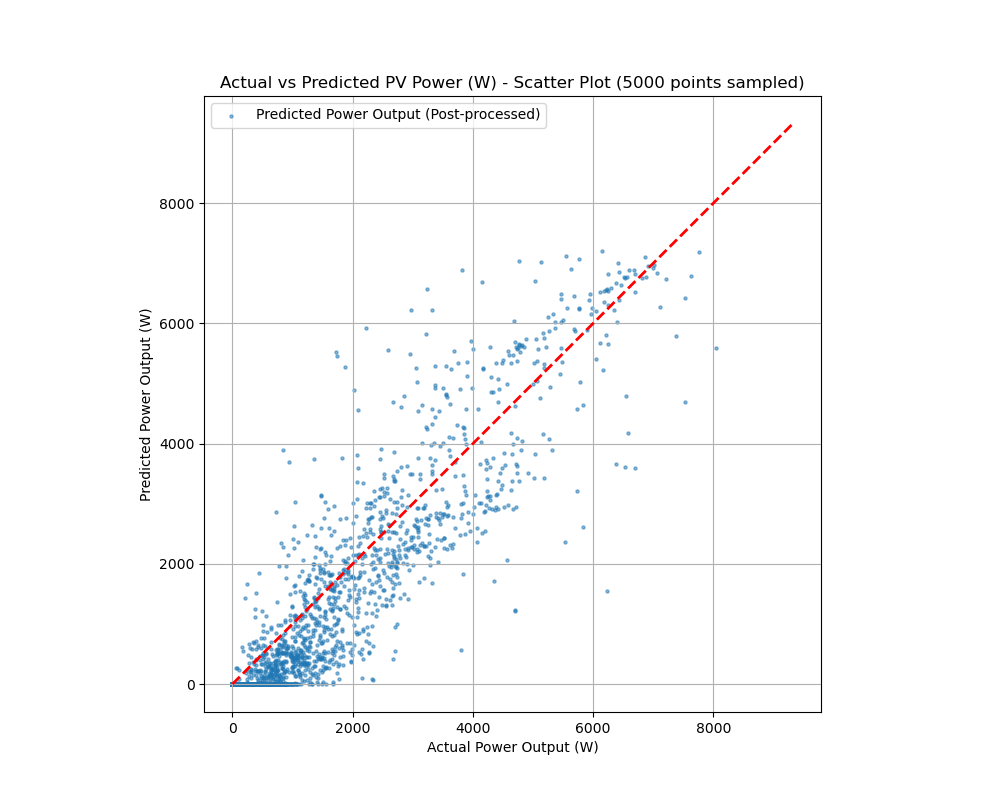 Actual vs Predicted PV Power (W) - Scatter Plot (5000 points sampled)
Predicted Power Output (Post-processed)
8000
6000
4000
2000
0
Predicted Power Output (W)
0 2000 4000 6000 8000
Actual Power Output (W)